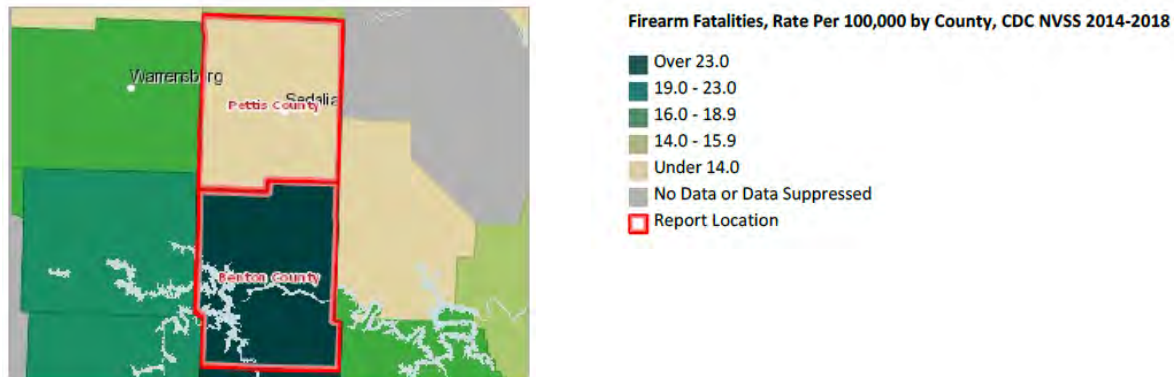 Warrensburg
Sedalia
Pettis County
Benton County
Firearm Fatalities, Rate Per 100,000 by County, CDC NVSS 2014-2018
Over 23.0
19.0 - 23.0
16.0 - 18.9
14.0 - 15.9
Under 14.0
No Data or Data Suppressed
Report Location